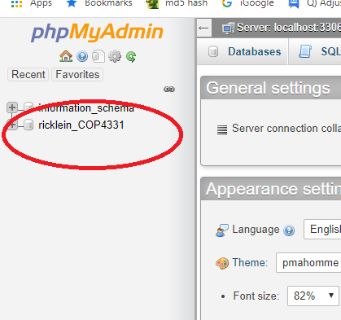 Apps
Bookmarks
md5 hash
iGoogle
Q) Adjus
phpMyAdmin
Server: localhost:3306
Databases
SQL
Recent
Favorites
General settings
information_schema
ricklein_COP4331
Server connection colla
Appearance settin
Language
English
Theme:
pmahomme
Font size:
82%